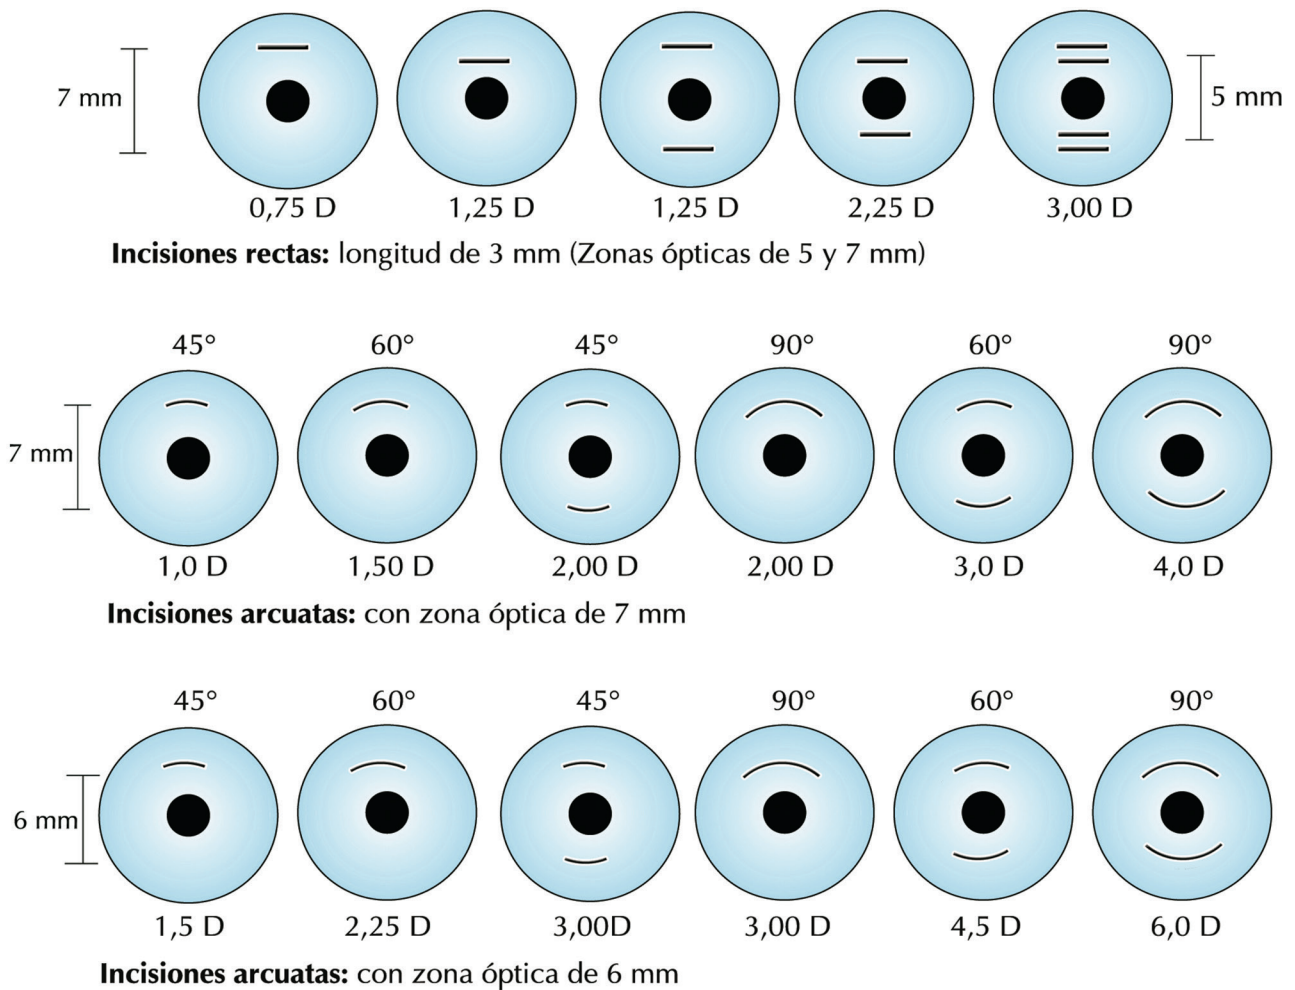 7 mm
5 mm
0,75 D 1,25 D 1,25 D 2,25 D 3,00 D
Incisiones rectas: longitud de 3 mm (Zonas ópticas de 5 y 7 mm)
45° 60° 45° 90° 60° 90°
7 mm
1,0 D 1,50 D 2,00 D 2,00 D 3,0 D 4,0 D
Incisiones arcuatas: con zona óptica de 7 mm
45° 60° 45° 90° 60° 90°
6 mm
1,5 D 2,25 D 3,00D 3,00 D 4,5 D 6,0 D
Incisiones arcuatas: con zona óptica de 6 mm